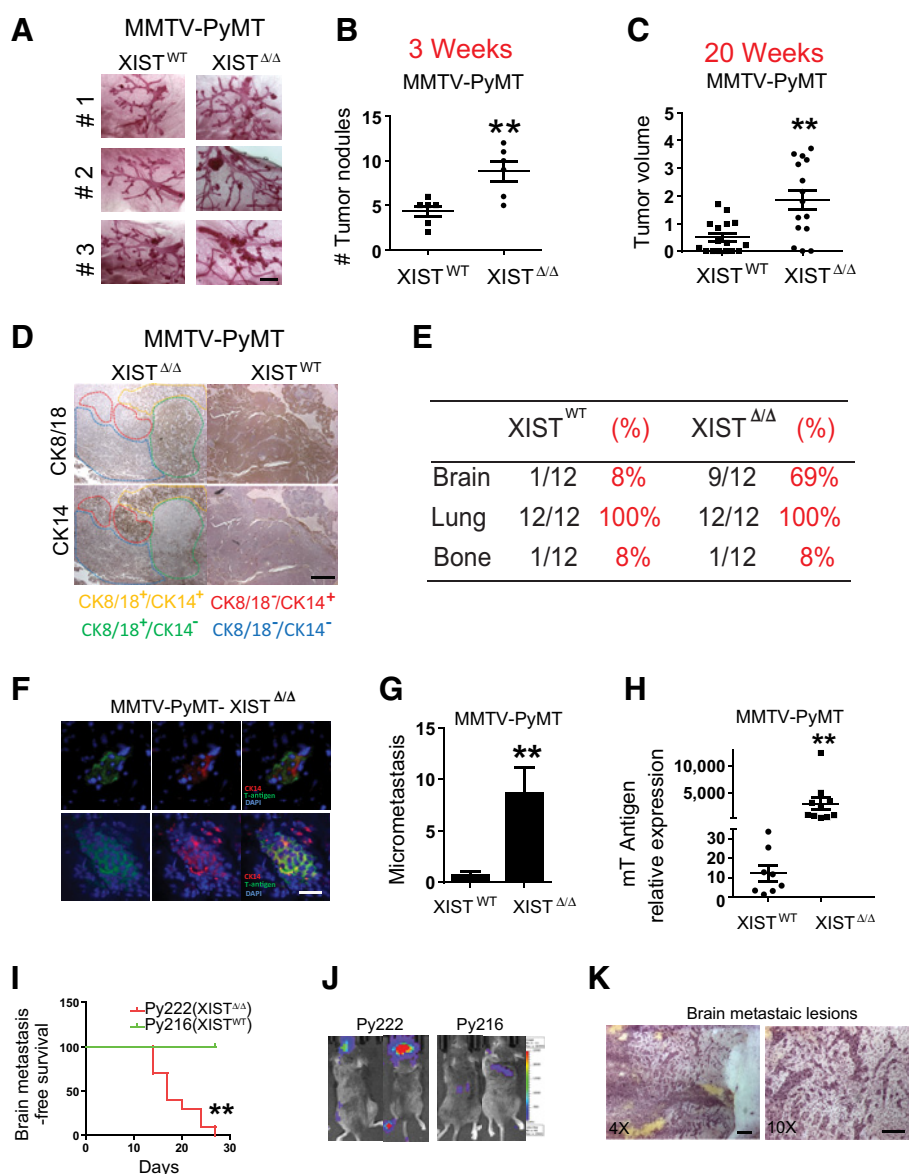 A
MMTV-PyMT
XIST WT XIST Δ/Δ
# 1
# 2
# 3
B
3 Weeks
MMTV-PyMT
# Tumor nodules
15
10
5
0
**
XIST WT XIST Δ/Δ
C
20 Weeks
MMTV-PyMT
Tumor volume
5
4
3
2
1
0
**
XIST WT XIST Δ/Δ
D
MMTV-PyMT
XIST Δ/Δ XIST WT
CK8/18
CK14
CK8/18+/CK14+ CK8/18-/CK14+
CK8/18+/CK14- CK8/18-/CK14-
E
XIST WT (%) XIST Δ/Δ (%)
Brain 1/12 8% 9/12 69%
Lung 12/12 100% 12/12 100%
Bone 1/12 8% 1/12 8%
F
MMTV-PyMT- XIST Δ/Δ
CK14
T-antigen
DAPI
CK14
T-antigen
DAPI
G
MMTV-PyMT
Micrometastasis
15
10
5
0
**
XIST WT XIST Δ/Δ
H
MMTV-PyMT
mT Antigen
relative expression
10,000
5,000
30
20
10
0
**
XIST WT XIST Δ/Δ
I
Brain metastasis
-free survival
150
100
50
0
Py222(XIST Δ/Δ)
Py216(XIST WT)
**
0 10 20 30
Days
J
Py222 Py216
K
Brain metastaic lesions
4X
10X